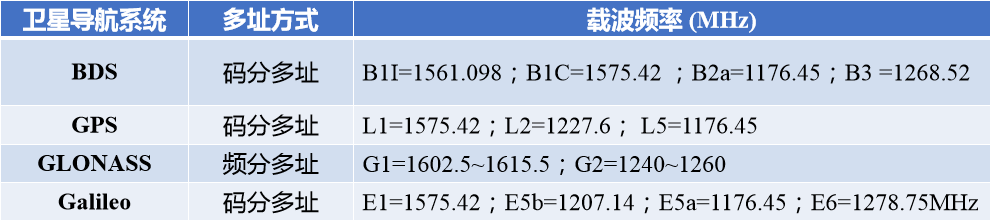 卫星导航系统 多址方式 载波频率 (MHz)
BDS 码分多址 B1I=1561.098；B1C=1575.42 ；B2a=1176.45；B3 =1268.52
GPS 码分多址 L1=1575.42；L2=1227.6； L5=1176.45
GLONASS 频分多址 G1=1602.5~1615.5；G2=1240~1260
Galileo 码分多址 E1=1575.42；E5b=1207.14；E5a=1176.45；E6=1278.75MHz